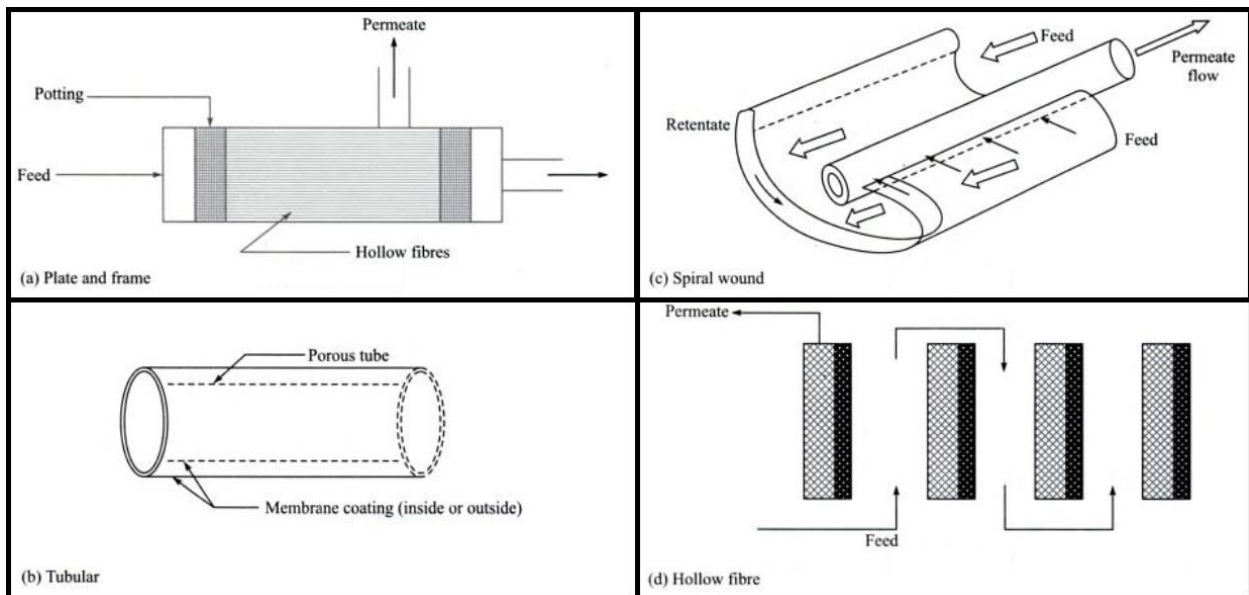 Permeate
Potting
Feed
Hollow fibres
(a) Plate and frame
Feed
Permeate
flow
Retentate
Feed
(c) Spiral wound
Porous tube
Membrane coating (inside or outside)
(b) Tubular
Permeate
Feed
(d) Hollow fibre